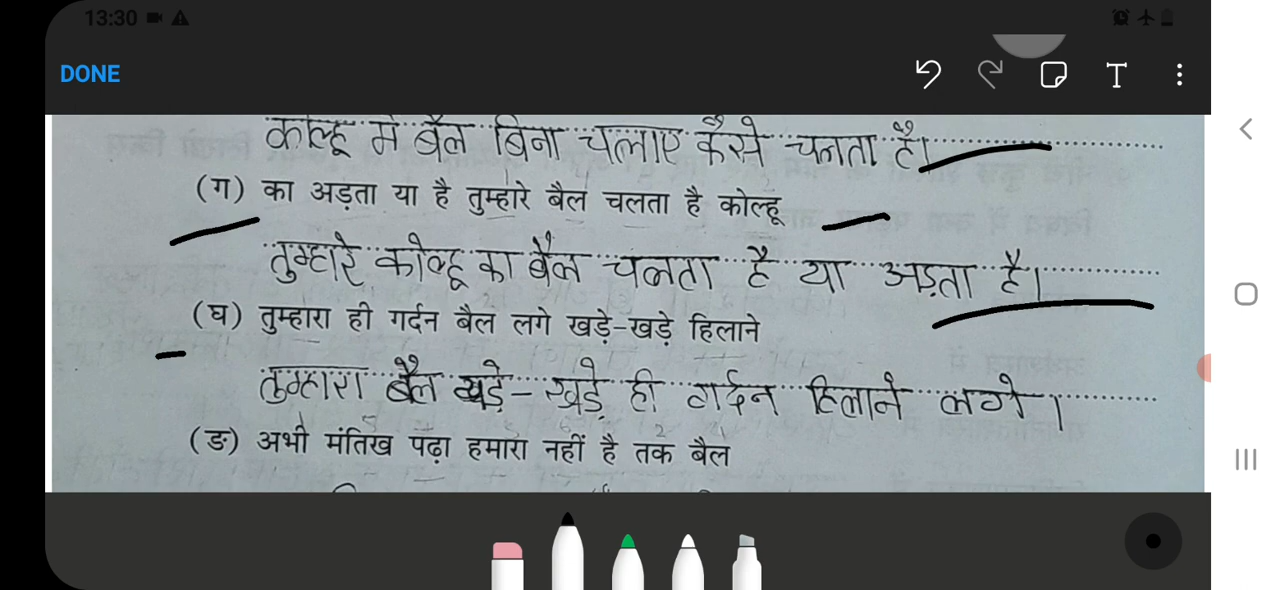 13:30
DONE
T
कोल्हू में बैल बिना चलाए कैसे चलता है।
(ग) का अड़ता या है तुम्हारे बैल चलता है कोल्हू
तुम्हारे कोल्हू का बैल चलता है या अड़ता है।
(घ) तुम्हारा ही गर्दन बैल लगे खड़े-खड़े हिलाने
तुम्हारा बैल खड़े-खड़े ही गर्दन हिलाने लगे।
(ङ) अभी मंतिख पढ़ा हमारा नहीं है तक बैल